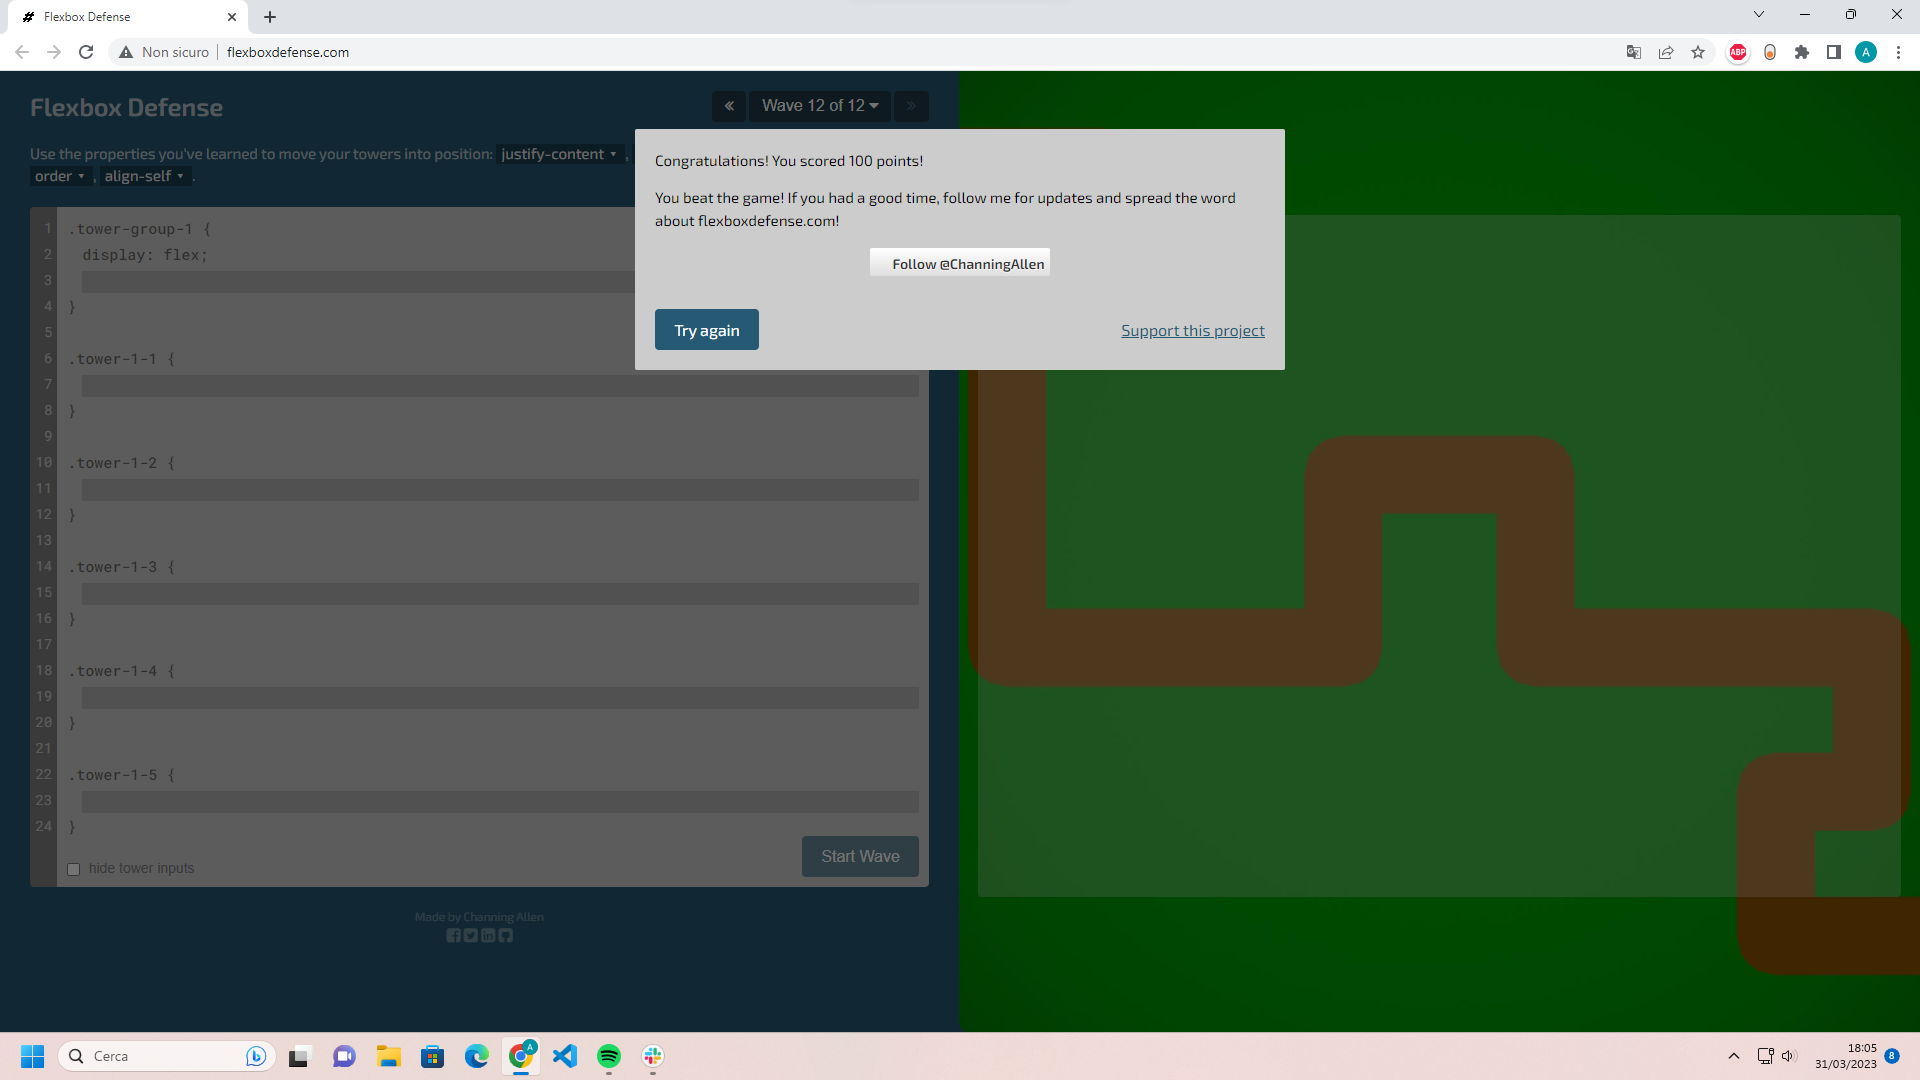 Flexbox Defense
Non sicuro
flexboxdefense.com
ABP
A
Flexbox Defense
Wave 12 of 12
Use the properties you've learned to move your towers into position: justify-content ,
order , align-self .
Congratulations! You scored 100 points!
You beat the game! If you had a good time, follow me for updates and spread the word
about flexboxdefense.com!
Follow @ChanningAllen
Try again
Support this project
1 .tower-group-1 {
2 display: flex;
3
4 }
5
6 .tower-1-1 {
7
8 }
9
10 .tower-1-2 {
11
12 }
13
14 .tower-1-3 {
15
16 }
17
18 .tower-1-4 {
19
20 }
21
22 .tower-1-5 {
23
24 }
hide tower inputs
Start Wave
Made by Channing Allen
Cerca
A
18:05
31/03/2023
8